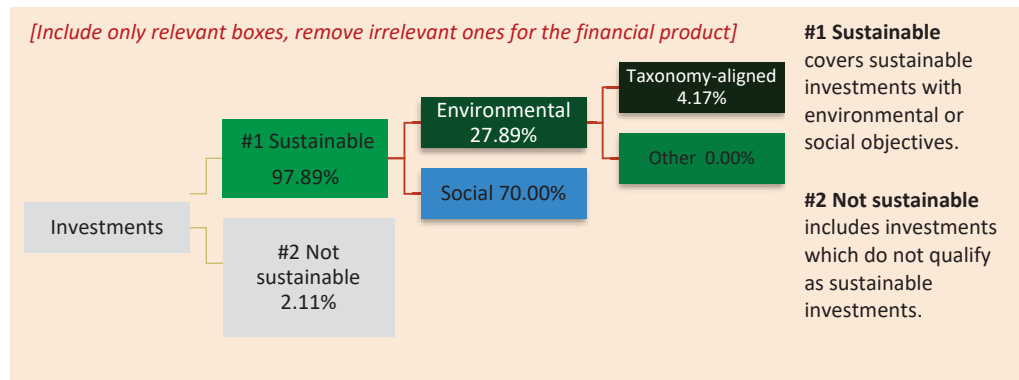 [Include only relevant boxes, remove irrelevant ones for the financial product]
Investments
#1 Sustainable
97.89%
#2 Not
sustainable
2.11%
Environmental
27.89%
Social 70.00%
Taxonomy-aligned
4.17%
Other 0.00%
#1 Sustainable
covers sustainable
investments with
environmental or
social objectives.
#2 Not sustainable
includes investments
which do not qualify
as sustainable
investments.